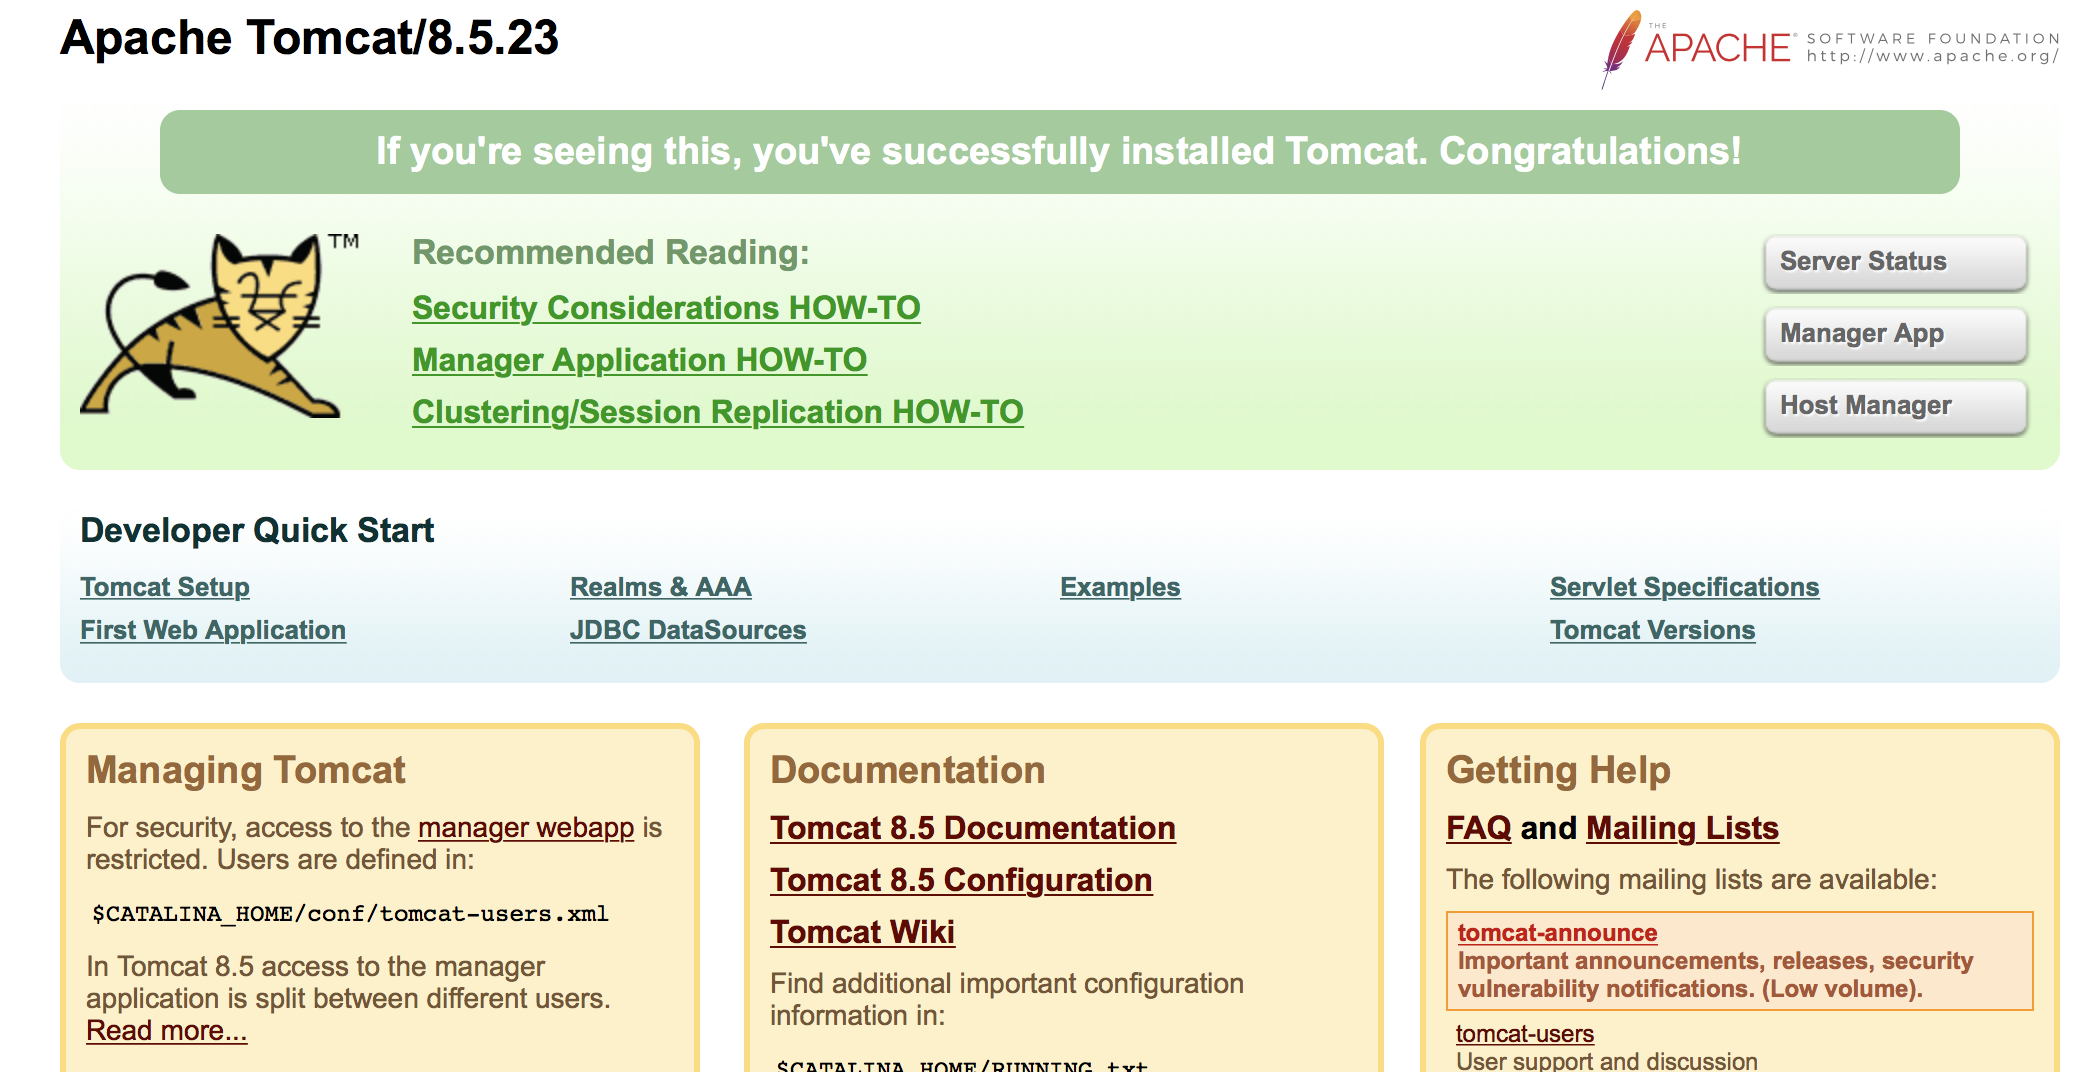 Apache Tomcat/8.5.23
THE
APACHE® SOFTWARE FOUNDATION
http://www.apache.org/
If you're seeing this, you've successfully installed Tomcat. Congratulations!
TM
Recommended Reading:
Security Considerations HOW-TO
Manager Application HOW-TO
Clustering/Session Replication HOW-TO
Server Status
Manager App
Host Manager
Developer Quick Start
Tomcat Setup
First Web Application
Realms & AAA
JDBC DataSources
Examples
Servlet Specifications
Tomcat Versions
Managing Tomcat
For security, access to the manager webapp is
restricted. Users are defined in:
$CATALINA_HOME/conf/tomcat-users.xml
In Tomcat 8.5 access to the manager
application is split between different users.
Read more...
Documentation
Tomcat 8.5 Documentation
Tomcat 8.5 Configuration
Tomcat Wiki
Find additional important configuration
information in:
$CATALINA_HOME/RUNNING.txt
Getting Help
FAQ and Mailing Lists
The following mailing lists are available:
tomcat-announce
Important announcements, releases, security
vulnerability notifications. (Low volume).
tomcat-users
User support and discussion